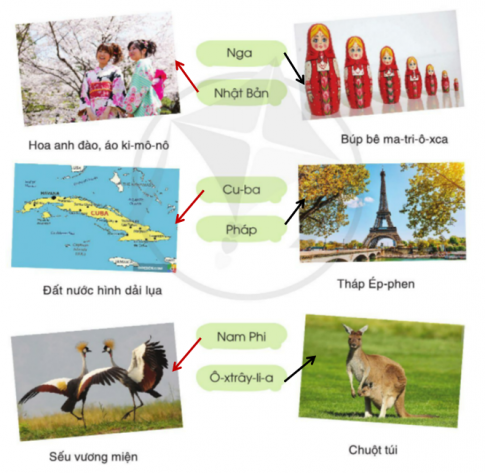 Nga
Nhật Bản
Hoa anh đào, áo ki-mô-nô
Búp bê ma-tri-ô-xca
CUBA
Cu-ba
Pháp
Đất nước hình dải lụa
Tháp Ép-phen
Nam Phi
Ô-xtrây-li-a
Sếu vương miện
Chuột túi